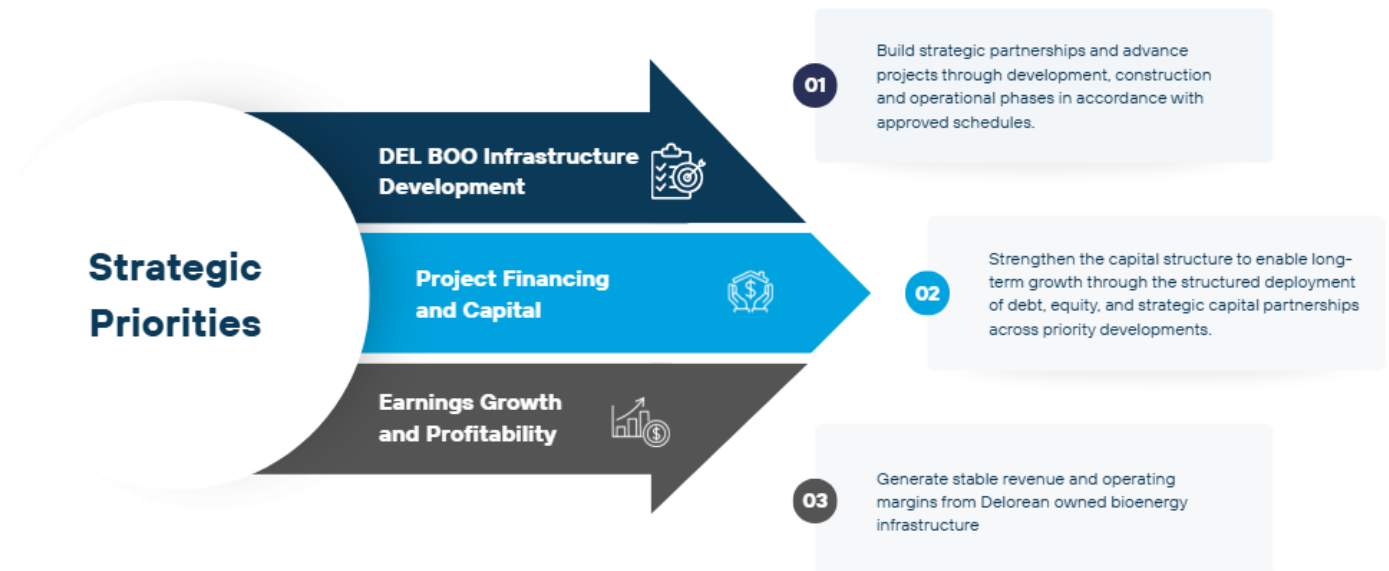 Strategic
Priorities
DEL BOO Infrastructure
Development
Project Financing
and Capital
Earnings Growth
and Profitability
01
Build strategic partnerships and advance
projects through development, construction
and operational phases in accordance with
approved schedules.
02
Strengthen the capital structure to enable long-
term growth through the structured deployment
of debt, equity, and strategic capital partnerships
across priority developments.
03
Generate stable revenue and operating
margins from Delorean owned bioenergy
infrastructure